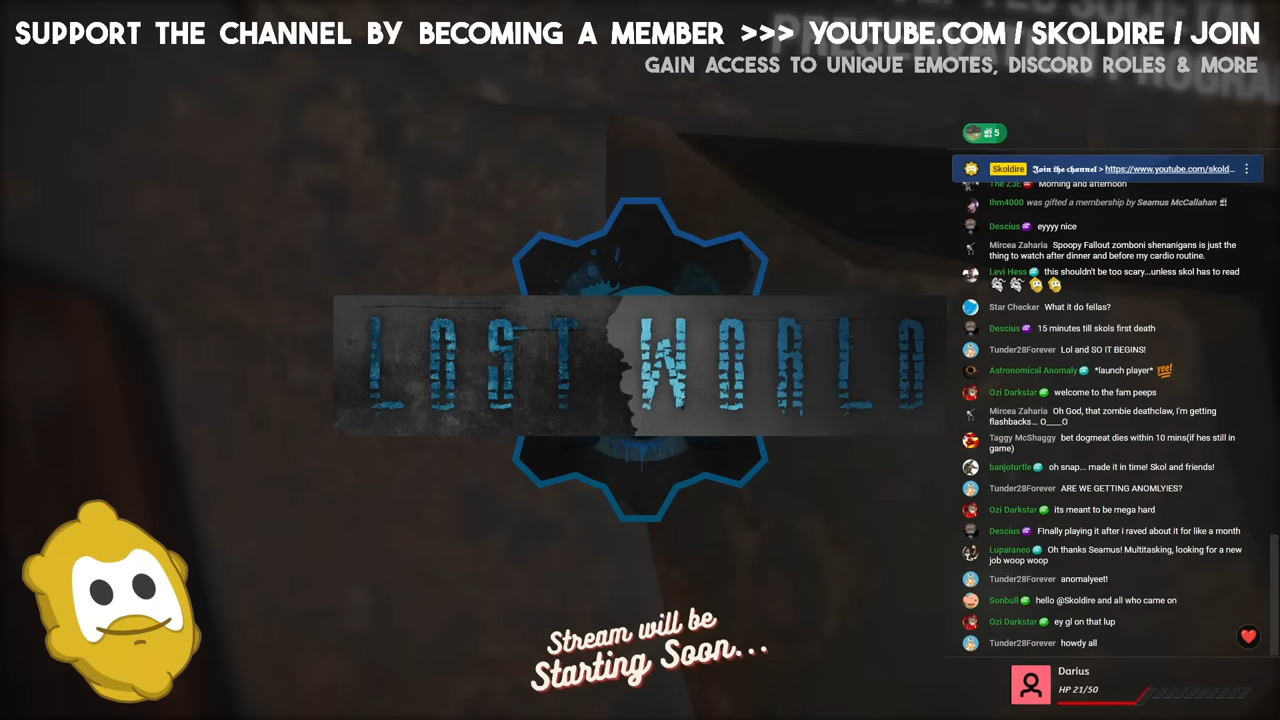 SUPPORT THE CHANNEL BY BECOMING A MEMBER >>> YOUTUBE.COM / SKOLDIRE / JOIN
GAIN ACCESS TO UNIQUE EMOTES, DISCORD ROLES & MORE
5
Skoldire Join the channel > https://www.youtube.com/skold...
The Z3E Morning and afternoon
Ihm4000 was gifted a membership by Seamus McCallahan
Descius eyyyy nice
Mircea Zaharia Spoopy Fallout zomboni shenanigans is just the
thing to watch after dinner and before my cardio routine.
Levi Hess this shouldn't be too scary...unless skol has to read
Star Checker What it do fellas?
Descius 15 minutes till skols first death
Tunder28Forever Lol and SO IT BEGINS!
Astronomical Anomaly *launch player* yeet
Ozi Darkstar welcome to the fam peeps
Mircea Zaharia Oh God, that zombie deathclaw, I'm getting
flashbacks... O____O
Taggy McShaggy bet dogmeat dies within 10 mins(if hes still in
game)
banjoturtle oh snap... made it in time! Skol and friends!
Tunder28Forever ARE WE GETTING ANOMLYIES?
Ozi Darkstar its meant to be mega hard
Descius FInally playing it after i raved about it for like a month
Luparaneo Oh thanks Seamus! Multitasking, looking for a new
job woop woop
Tunder28Forever anomalyeet!
Sonbull hello @Skoldire and all who came on
Ozi Darkstar ey gl on that lup
Tunder28Forever howdy all
LOST WORLD
Stream will be
Starting Soon...
Darius
HP 21/50